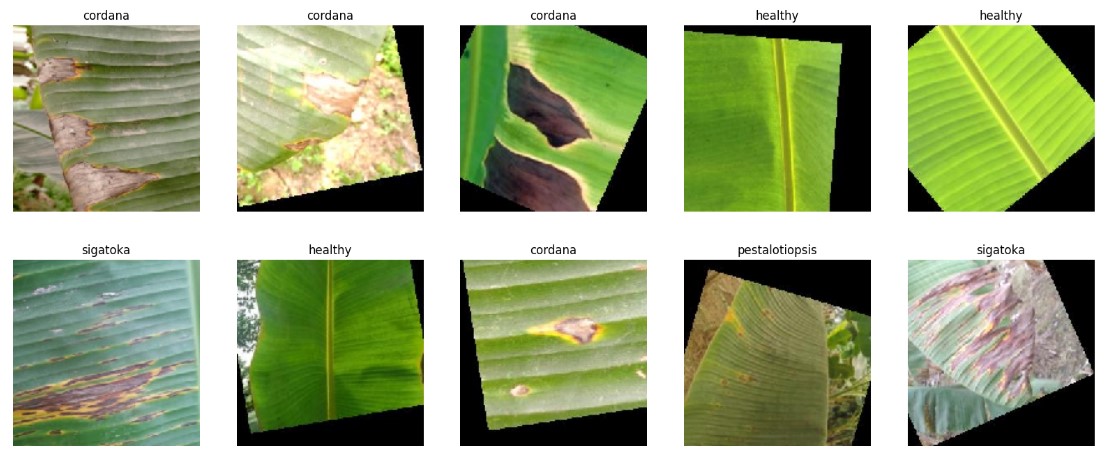 cordana
cordana
cordana
healthy
healthy
sigatoka
healthy
cordana
pestalotiopsis
sigatoka